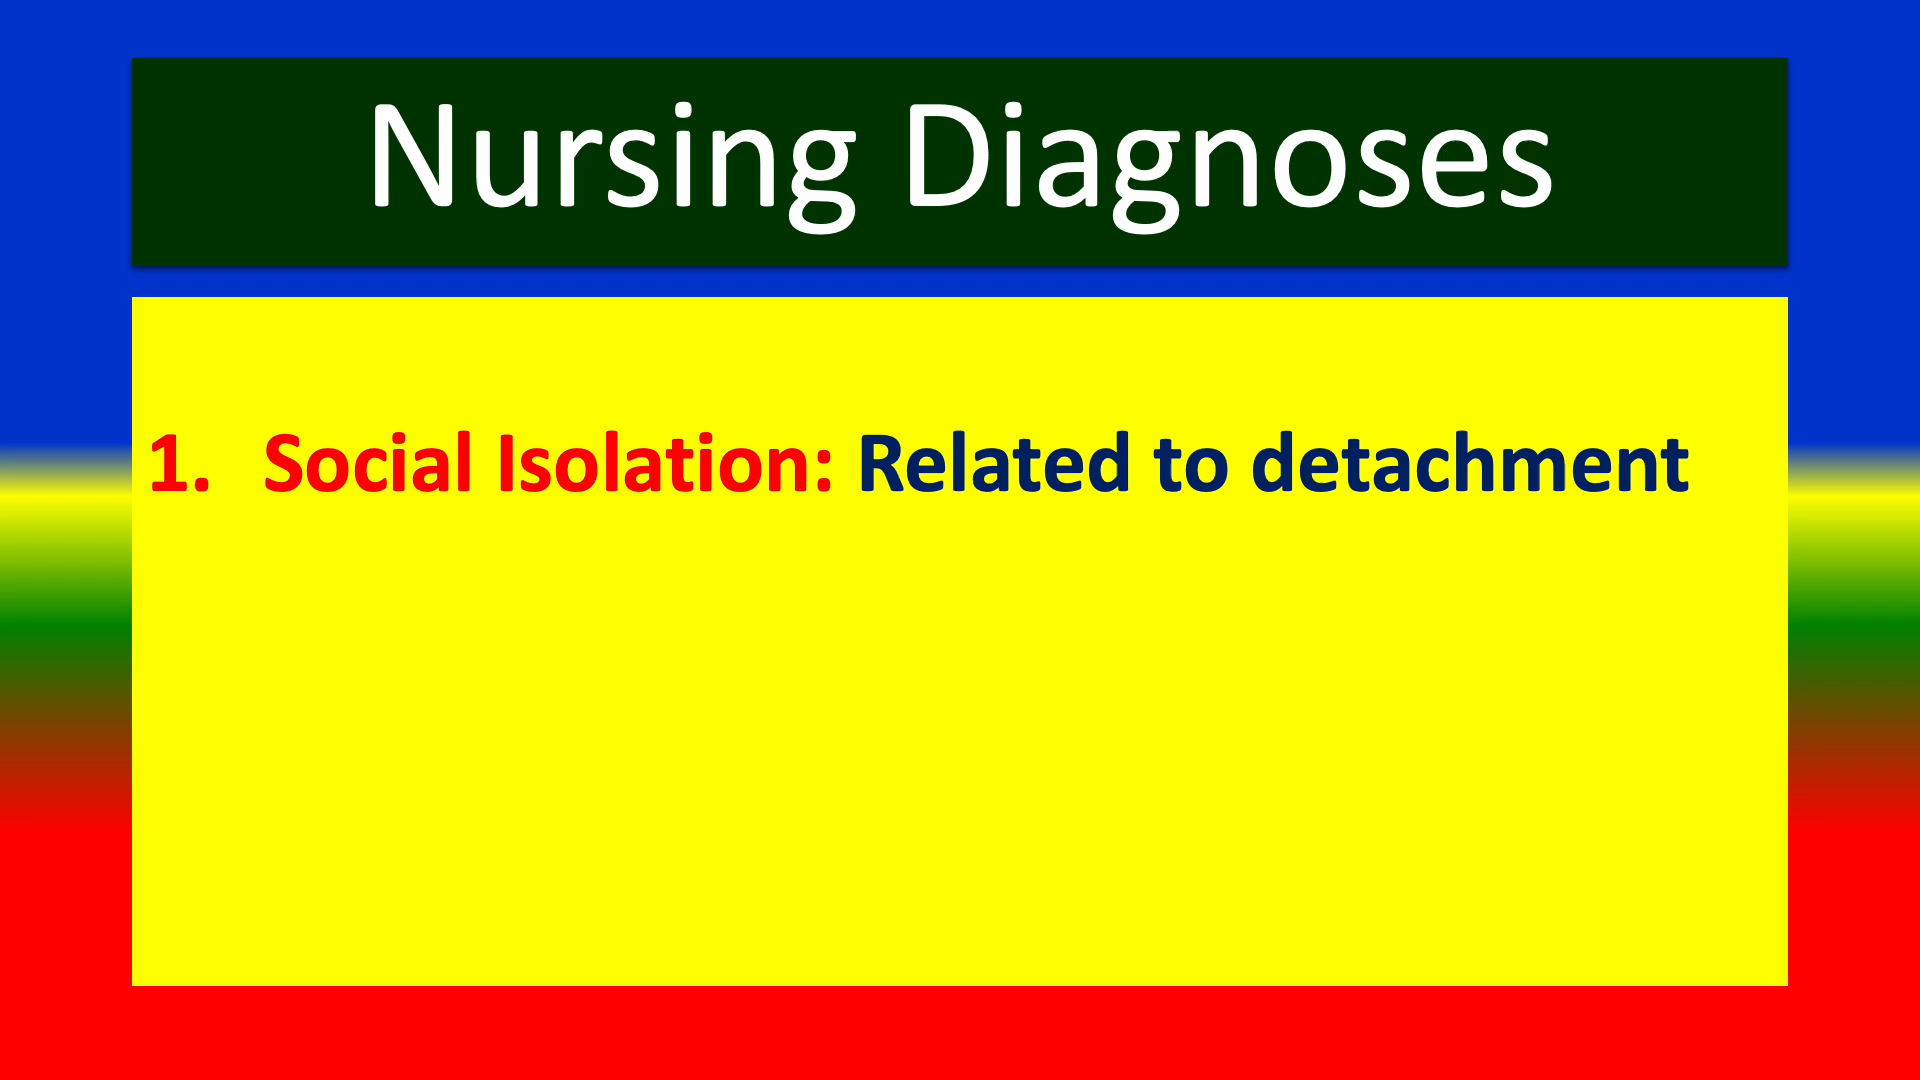 Nursing Diagnoses
1. Social Isolation: Related to detachment